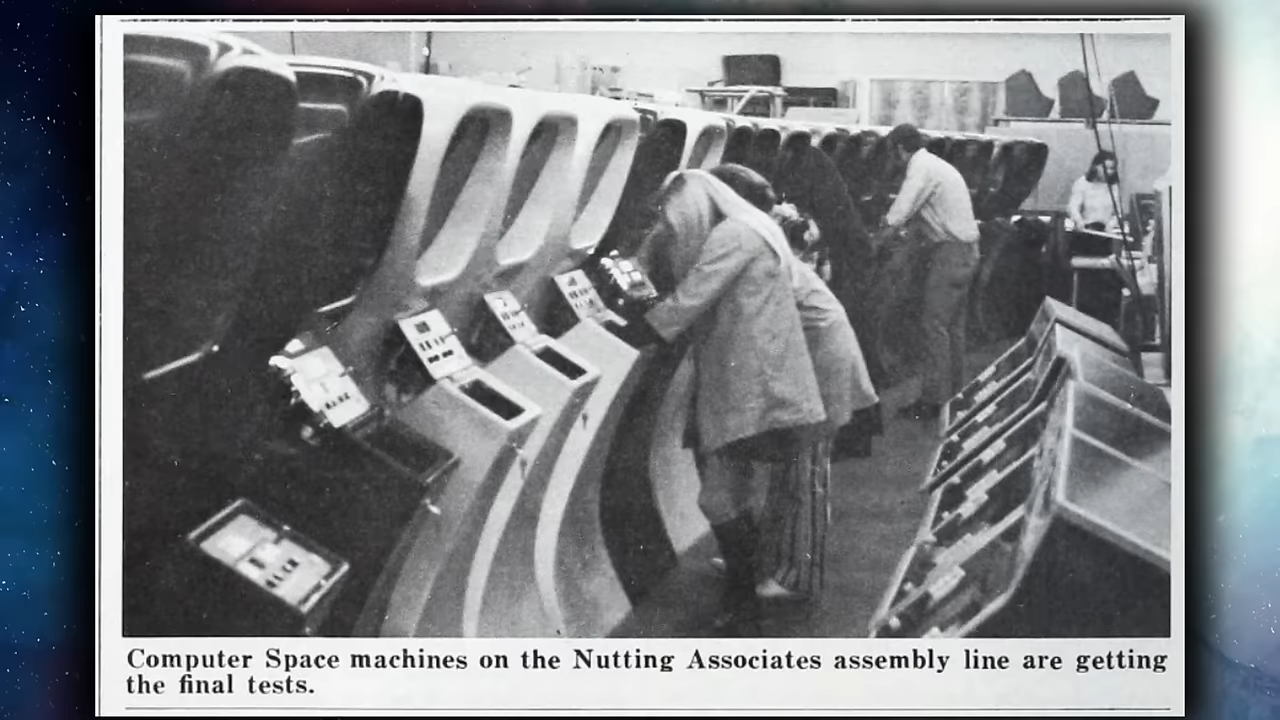 Computer Space machines on the Nutting Associates assembly line are getting
the final tests.